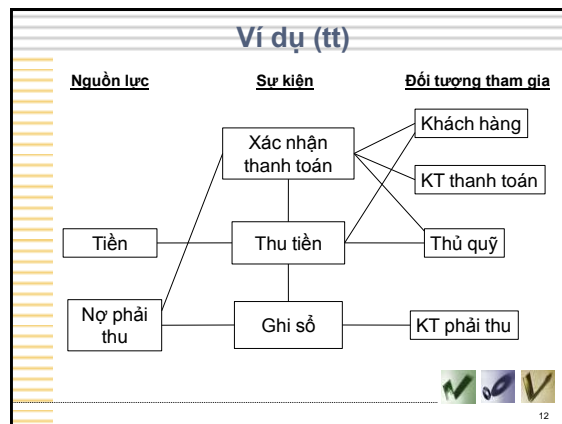 Ví dụ (tt)
Nguồn lực
Sự kiện
Đối tượng tham gia
Khách hàng
Xác nhận
thanh toán
KT thanh toán
Tiền
Thu tiền
Thủ quỹ
Nợ phải
thu
Ghi sổ
KT phải thu
12